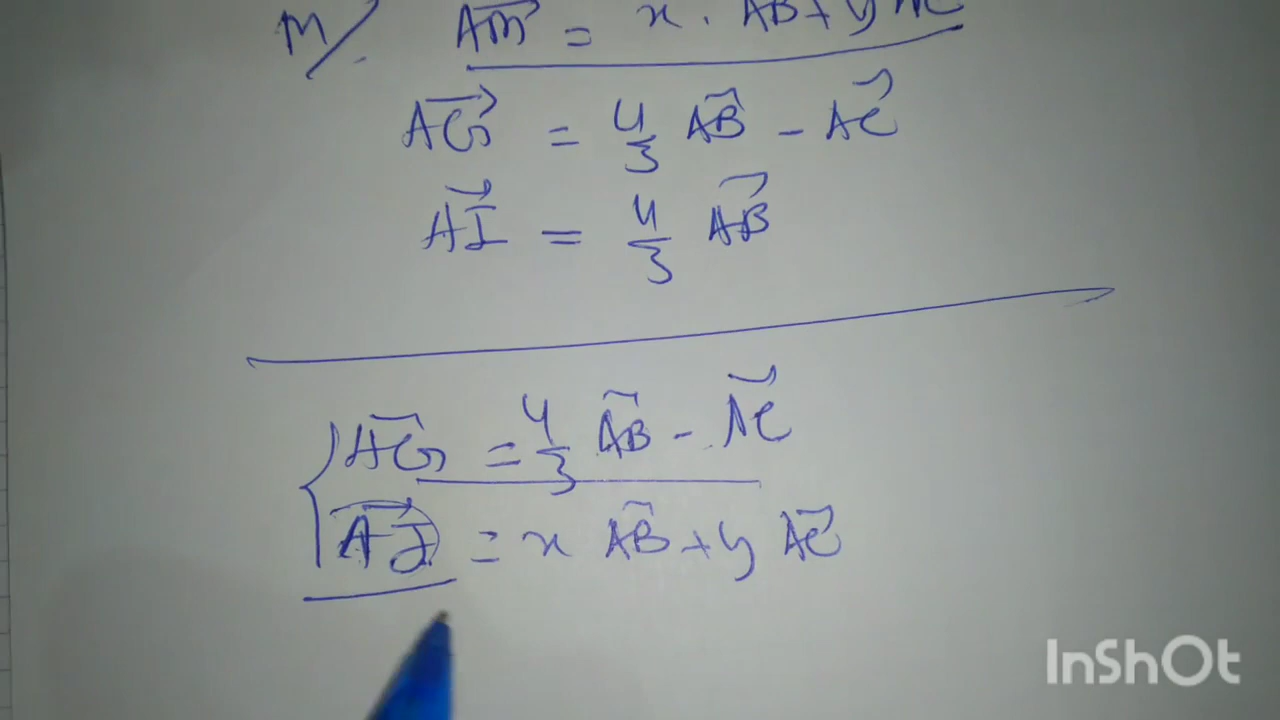 M/. AM = x . AB + y AC
AG = 4/3 AB - AC
AI = 4/3 AB
AG = 4/3 AB - AC
AJ = x AB + y AC
InShOt